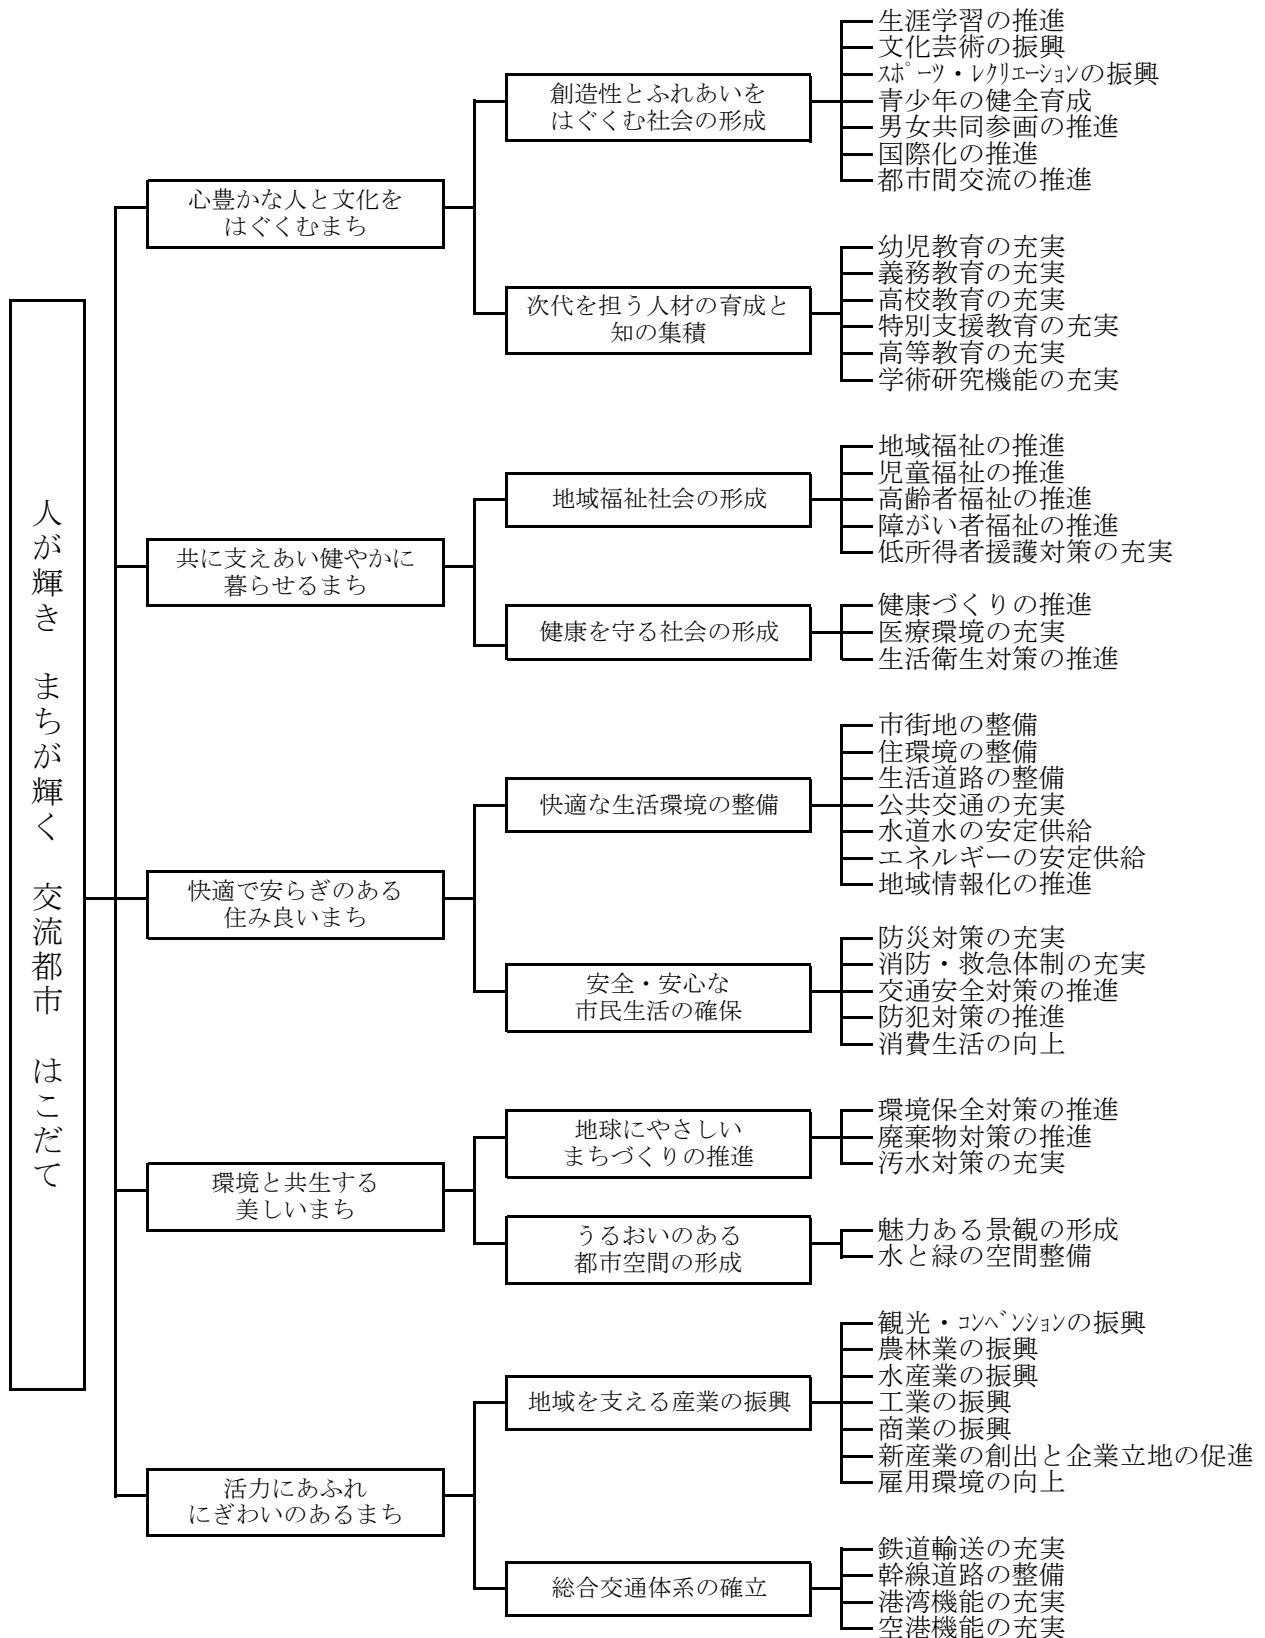 人が輝き　まちが輝く　交流都市　はこだて
心豊かな人と文化を
はぐくむまち
創造性とふれあいを
はぐくむ社会の形成
生涯学習の推進
文化芸術の振興
ｽﾎﾟｰﾂ・ﾚｸﾘｴｰｼｮﾝの振興
青少年の健全育成
男女共同参画の推進
国際化の推進
都市間交流の推進
次代を担う人材の育成と
知の集積
幼児教育の充実
義務教育の充実
高校教育の充実
特別支援教育の充実
高等教育の充実
学術研究機能の充実
共に支えあい健やかに
暮らせるまち
地域福祉社会の形成
地域福祉の推進
児童福祉の推進
高齢者福祉の推進
障がい者福祉の推進
低所得者援護対策の充実
健康を守る社会の形成
健康づくりの推進
医療環境の充実
生活衛生対策の推進
快適で安らぎのある
住み良いまち
快適な生活環境の整備
市街地の整備
住環境の整備
生活道路の整備
公共交通の充実
水道水の安定供給
エネルギーの安定供給
地域情報化の推進
安全・安心な
市民生活の確保
防災対策の充実
消防・救急体制の充実
交通安全対策の推進
防犯対策の推進
消費生活の向上
環境と共生する
美しいまち
地球にやさしい
まちづくりの推進
環境保全対策の推進
廃棄物対策の推進
汚水対策の充実
うるおいのある
都市空間の形成
魅力ある景観の形成
水と緑の空間整備
活力にあふれ
にぎわいのあるまち
地域を支える産業の振興
観光・ｺﾝﾍﾞﾝｼｮﾝの振興
農林業の振興
水産業の振興
工業の振興
商業の振興
新産業の創出と企業立地の促進
雇用環境の向上
総合交通体系の確立
鉄道輸送の充実
幹線道路の整備
港湾機能の充実
空港機能の充実